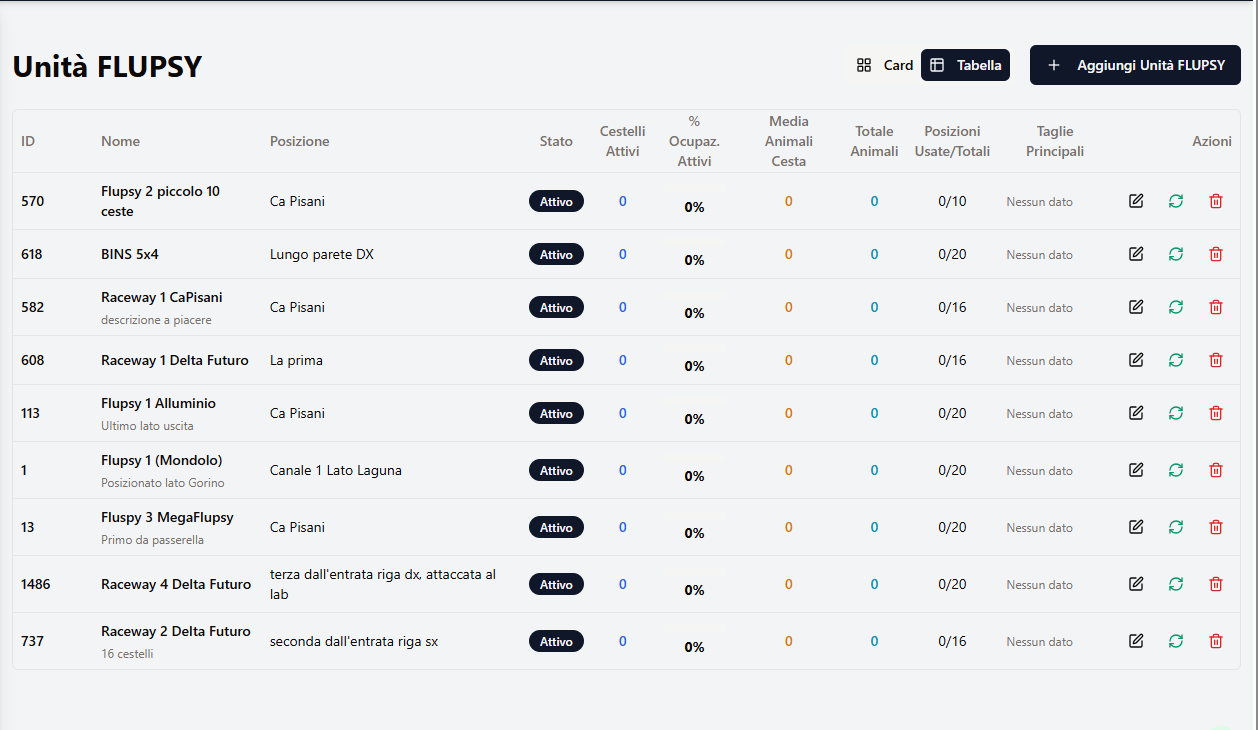 Unità FLUPSY
Card
Tabella
Aggiungi Unità FLUPSY
ID Nome Posizione Stato Cestelli Attivi % Ocupaz. Attivi Media Animali Cesta Totale Animali Posizioni Usate/Totali Taglie Principali Azioni
570 Flupsy 2 piccolo 10 ceste Ca Pisani Attivo 0 0% 0 0 0/10 Nessun dato
618 BINS 5x4 Lungo parete DX Attivo 0 0% 0 0 0/20 Nessun dato
582 Raceway 1 CaPisani descrizione a piacere Ca Pisani Attivo 0 0% 0 0 0/16 Nessun dato
608 Raceway 1 Delta Futuro La prima Attivo 0 0% 0 0 0/16 Nessun dato
113 Flupsy 1 Alluminio Ultimo lato uscita Ca Pisani Attivo 0 0% 0 0 0/20 Nessun dato
1 Flupsy 1 (Mondolo) Posizionato lato Gorino Canale 1 Lato Laguna Attivo 0 0% 0 0 0/20 Nessun dato
13 Fluspy 3 MegaFlupsy Primo da passerella Ca Pisani Attivo 0 0% 0 0 0/20 Nessun dato
1486 Raceway 4 Delta Futuro terza dall'entrata riga dx, attaccata al lab Attivo 0 0% 0 0 0/20 Nessun dato
737 Raceway 2 Delta Futuro 16 cestelli seconda dall'entrata riga sx Attivo 0 0% 0 0 0/16 Nessun dato